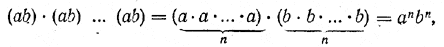 (ab) · (ab) ... (ab) = (a · a · ... · a) · (b · b · ... · b) = aⁿbⁿ,
n n